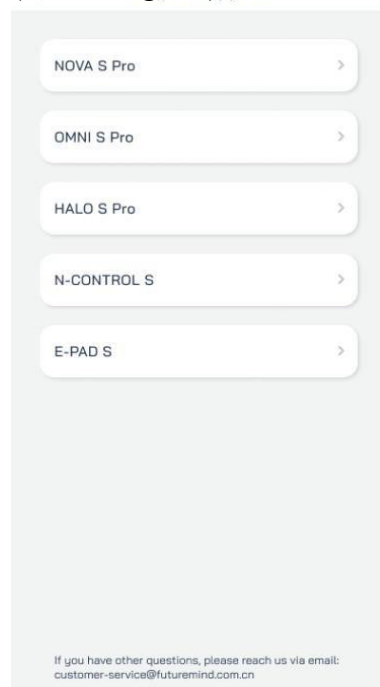 NOVA S Pro
OMNI S Pro
HALO S Pro
N-CONTROL S
E-PAD S
If you have other questions, please reach us via email:
customer-service@futuremind.com.cn